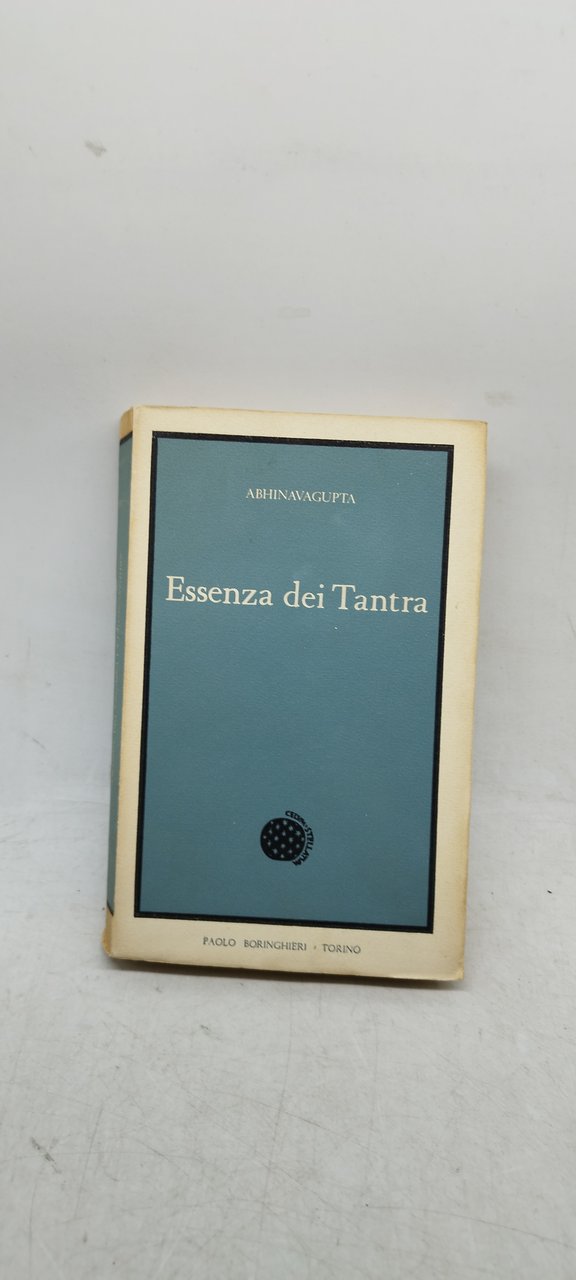 ABHINAVAGUPTA
Essenza dei Tantra
PAOLO BORINGHIERI · TORINO